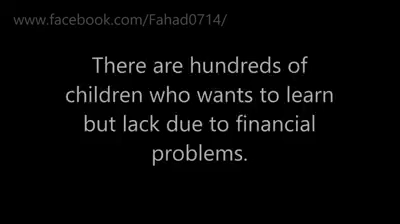 www.facebook.com/Fahad0714/
There are hundreds of
children who wants to learn
but lack due to financial
problems.